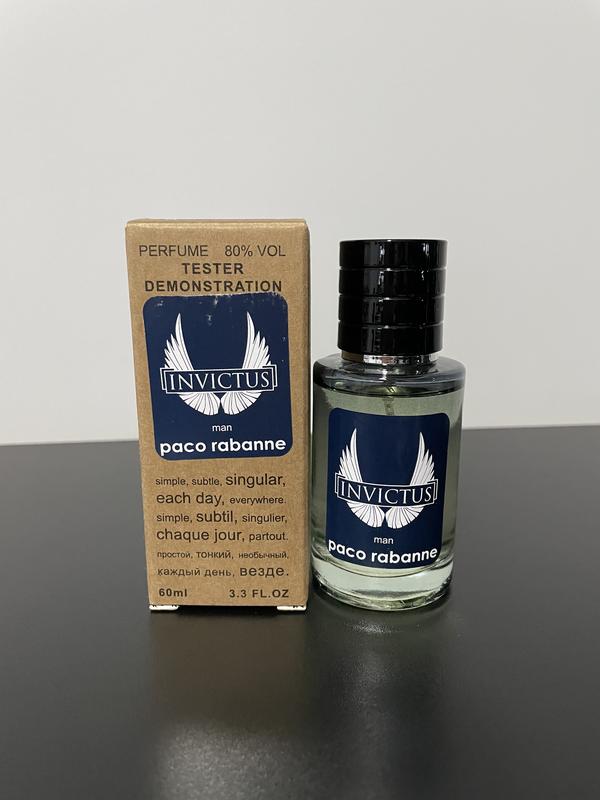 PERFUME 80% VOL
TESTER
DEMONSTRATION
INVICTUS
man
paco rabanne
simple, subtle, singular,
each day, everywhere.
simple, subtil, singulier,
chaque jour, partout.
простой, тонкий, необычный,
каждый день, везде.
60ml 3.3 FL.OZ
INVICTUS
man
paco rabanne